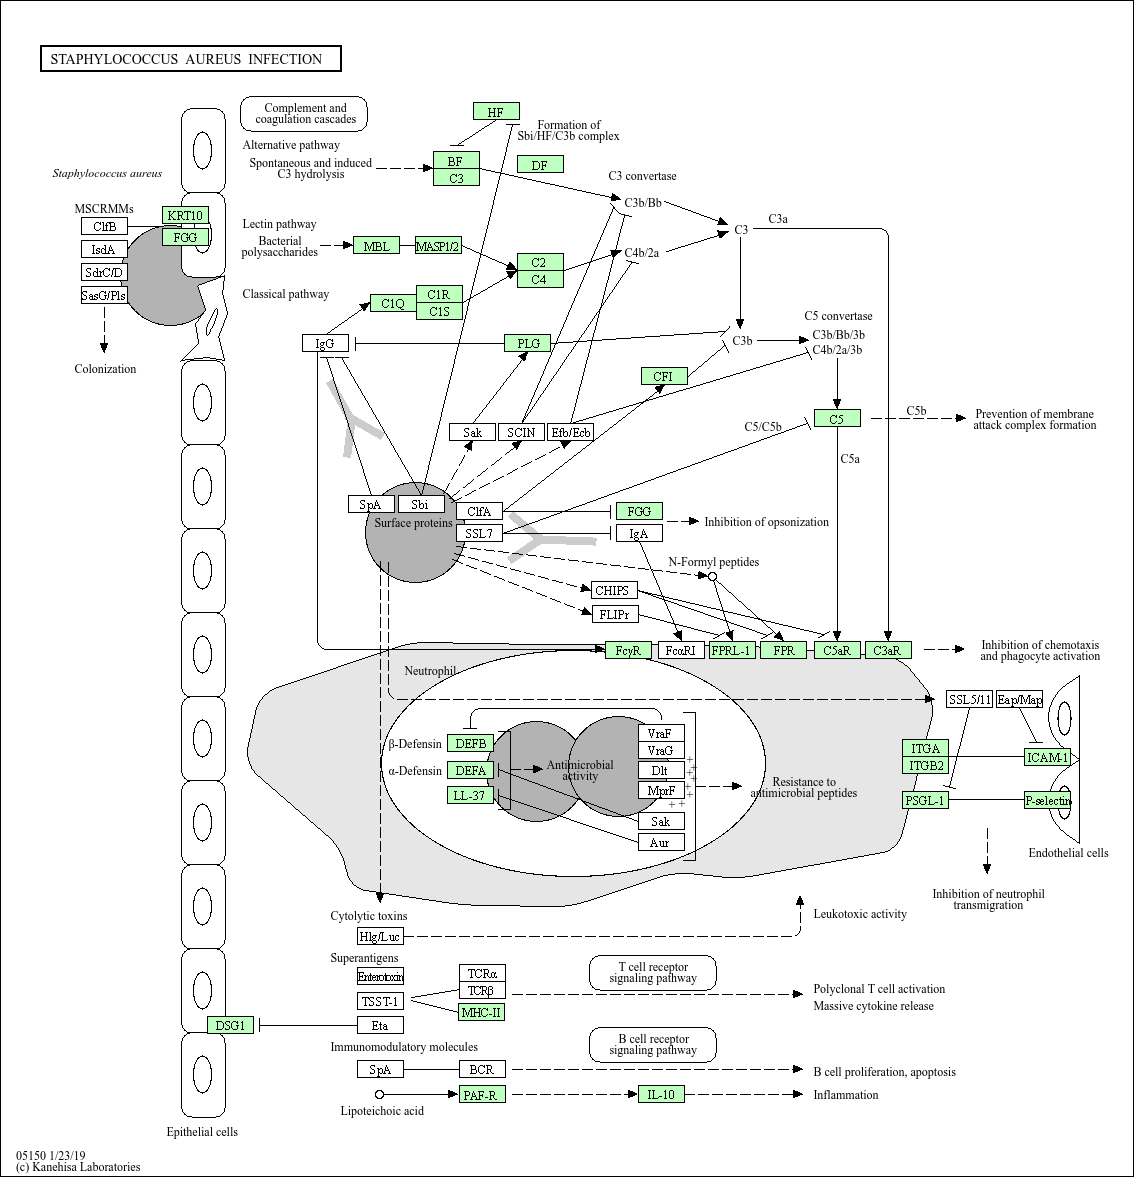 STAPHYLOCOCCUS AUREUS INFECTION
Complement and
coagulation cascades
HF
Formation of
Sbi/HF/C3b complex
Alternative pathway
Spontaneous and induced
C3 hydrolysis
BF
C3
DF
Staphylococcus aureus
C3 convertase
C3b/Bb
MSCRMMs
ClfB
IsdA
SdrC/D
SasG/Pls
KRT10
FGG
Colonization
Lectin pathway
Bacterial
polysaccharides
MBL
MASP1/2
C2
C4
C4b/2a
C3
C3a
Classical pathway
C1Q
C1R
C1S
C5 convertase
C3b/Bb/3b
C4b/2a/3b
IgG
PLG
C3b
CFI
C5
C5b
Prevention of membrane
attack complex formation
C5/C5b
C5a
Sak
SCIN
Efb/Ecb
SpA
Sbi
Surface proteins
ClfA
SSL7
FGG
IgA
Inhibition of opsonization
N-Formyl peptides
CHIPS
FLIPr
FcγR
FcαRI
FPRL-1
FPR
C5aR
C3aR
Inhibition of chemotaxis
and phagocyte activation
Neutrophil
SSL5/11
Eap/Map
β-Defensin
DEFB
α-Defensin
DEFA
LL-37
Antimicrobial
activity
VraF
VraG
Dlt
MprF
Sak
Aur
+
+
+
+
+
+ +
Resistance to
antimicrobial peptides
ITGA
ITGB2
ICAM-1
PSGL-1
P-selectin
Endothelial cells
Inhibition of neutrophil
transmigration
Cytolytic toxins
Hlg/Luc
Leukotoxic activity
Superantigens
Enterotoxin
TSST-1
Eta
TCRα
TCRβ
MHC-II
T cell receptor
signaling pathway
Polyclonal T cell activation
Massive cytokine release
DSG1
Immunomodulatory molecules
SpA
BCR
B cell receptor
signaling pathway
B cell proliferation, apoptosis
Lipoteichoic acid
PAF-R
IL-10
Inflammation
Epithelial cells
05150 1/23/19
(c) Kanehisa Laboratories